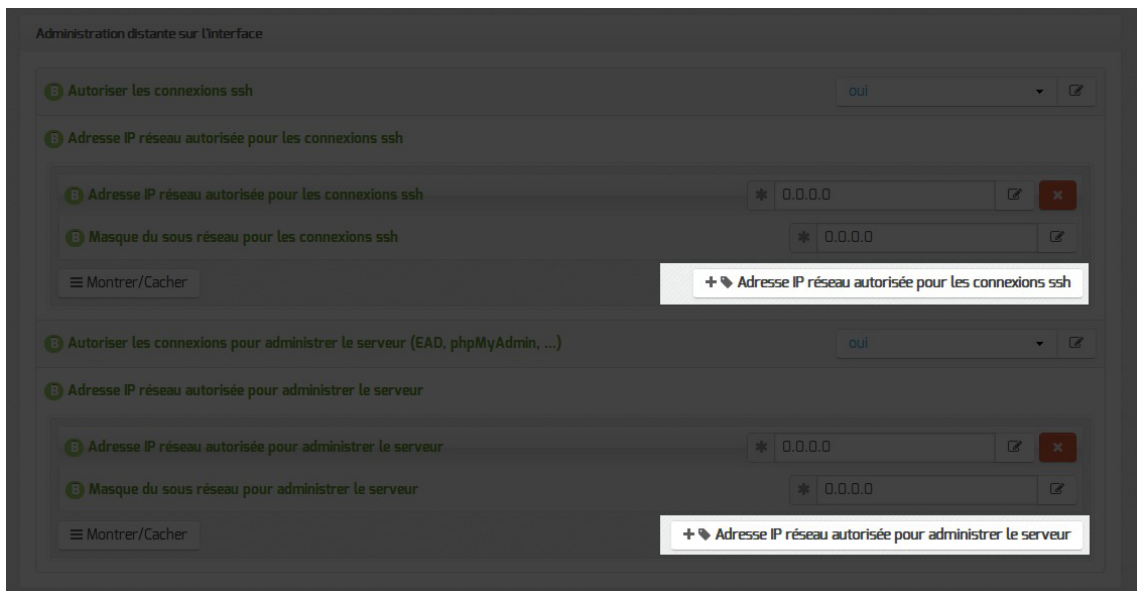 Administration distante sur l'interface
B Autoriser les connexions ssh oui
B Adresse IP réseau autorisée pour les connexions ssh
B Adresse IP réseau autorisée pour les connexions ssh 0.0.0.0
B Masque du sous réseau pour les connexions ssh 0.0.0.0
Montrer/Cacher + Adresse IP réseau autorisée pour les connexions ssh
B Autoriser les connexions pour administrer le serveur (EAD, phpMyAdmin, ...) oui
B Adresse IP réseau autorisée pour administrer le serveur
B Adresse IP réseau autorisée pour administrer le serveur 0.0.0.0
B Masque du sous réseau pour administrer le serveur 0.0.0.0
Montrer/Cacher + Adresse IP réseau autorisée pour administrer le serveur